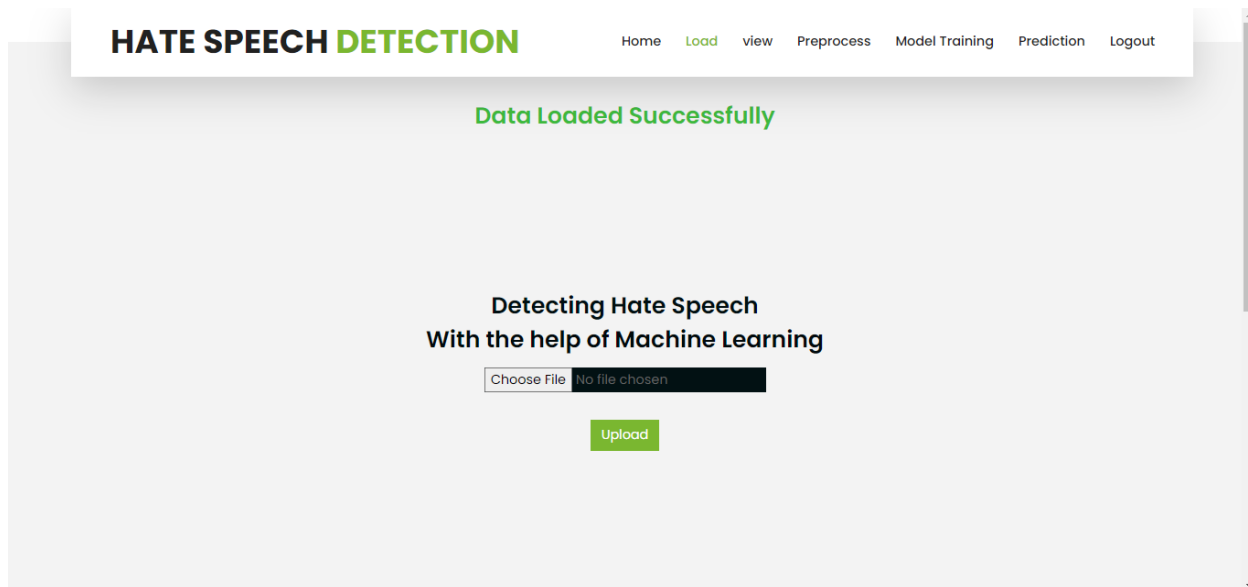 HATE SPEECH DETECTION Home Load view Preprocess Model Training Prediction Logout
Data Loaded Successfully
Detecting Hate Speech
With the help of Machine Learning
Choose File No file chosen
Upload